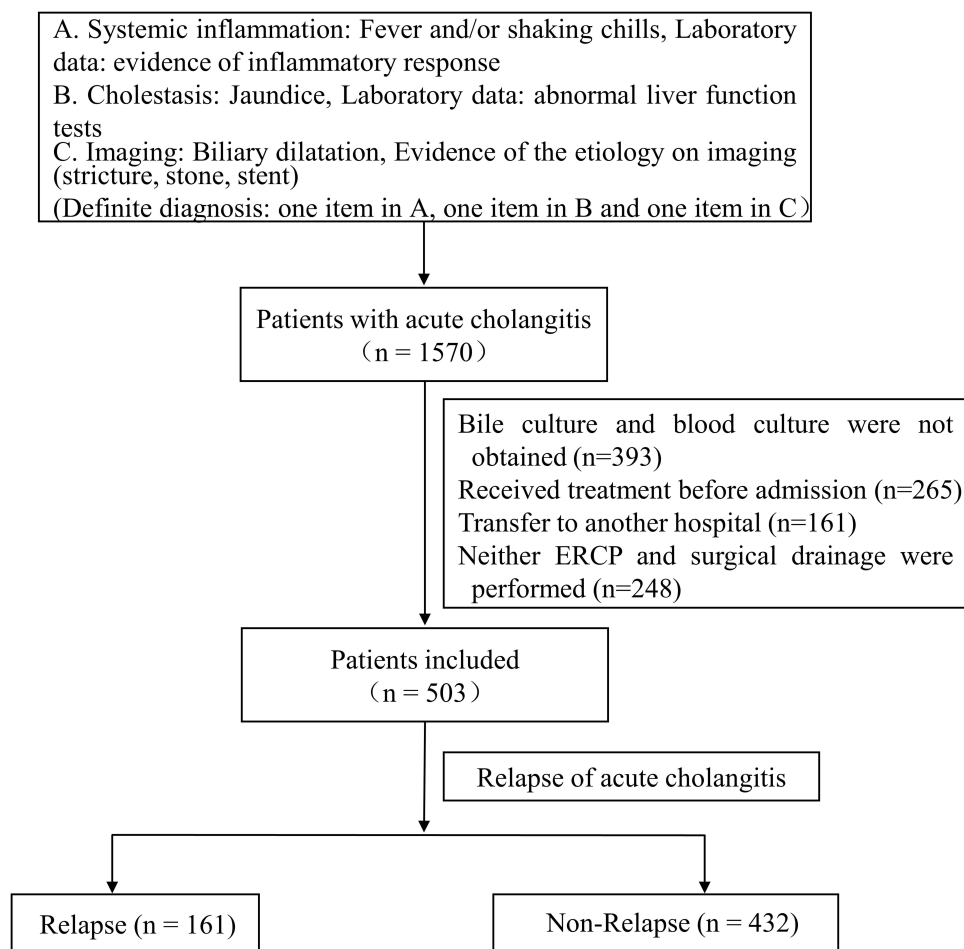 A. Systemic inflammation: Fever and/or shaking chills, Laboratory
data: evidence of inflammatory response
B. Cholestasis: Jaundice, Laboratory data: abnormal liver function
tests
C. Imaging: Biliary dilatation, Evidence of the etiology on imaging
(stricture, stone, stent)
(Definite diagnosis: one item in A, one item in B and one item in C）
Patients with acute cholangitis
（n = 1570）
Bile culture and blood culture were not
obtained (n=393)
Received treatment before admission (n=265)
Transfer to another hospital (n=161)
Neither ERCP and surgical drainage were
performed (n=248)
Patients included
（n = 503）
Relapse of acute cholangitis
Relapse (n = 161)
Non-Relapse (n = 432)